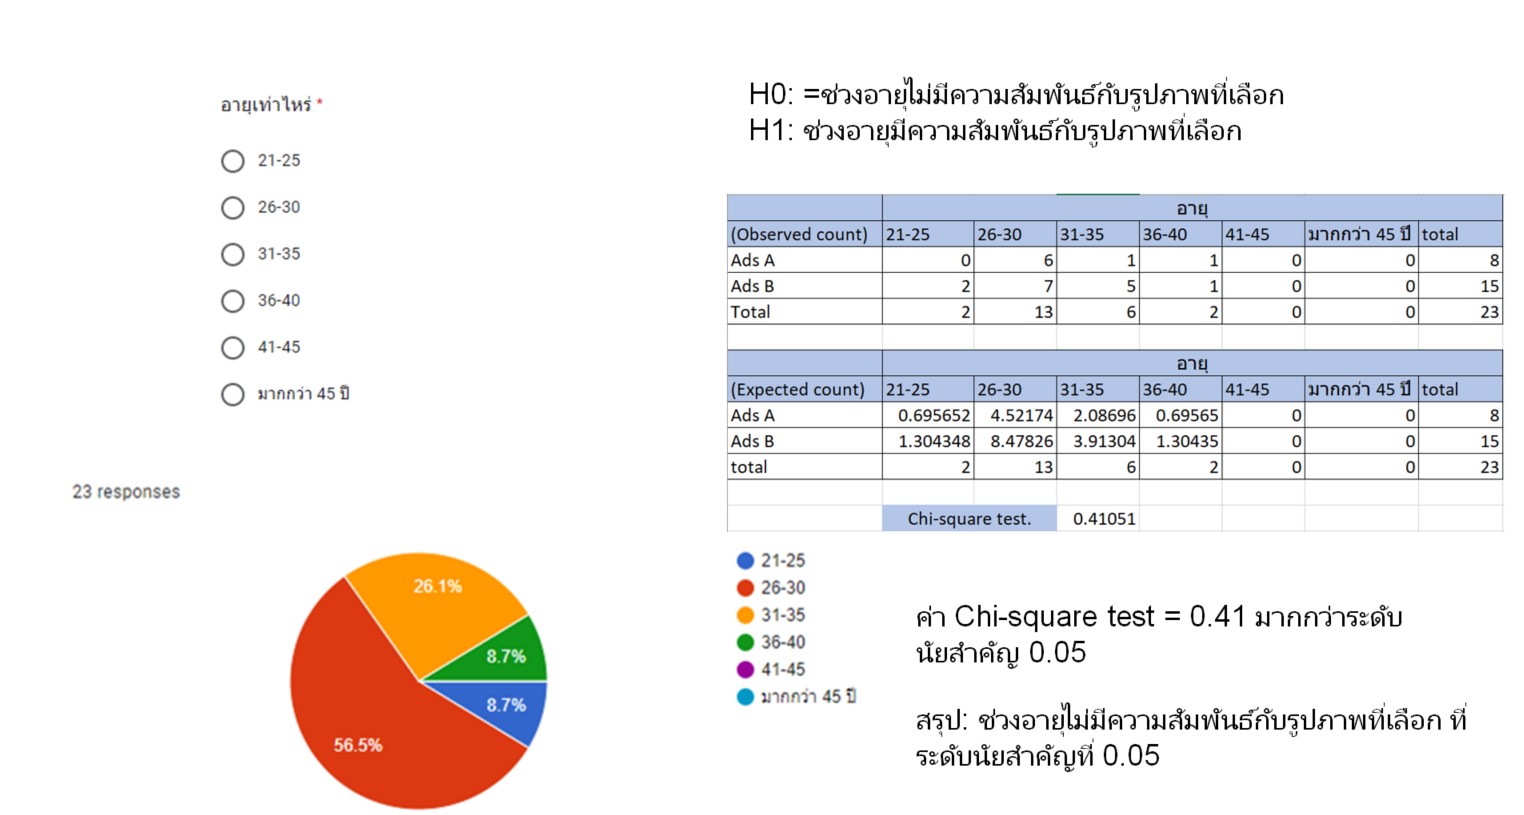 อายุเท่าไหร่ *
21-25
26-30
31-35
36-40
41-45
มากกว่า 45 ปี
23 responses
26.1%
8.7%
8.7%
56.5%
H0: =ช่วงอายุไม่มีความสัมพันธ์กับรูปภาพที่เลือก
H1: ช่วงอายุมีความสัมพันธ์กับรูปภาพที่เลือก
อายุ
(Observed count) 21-25 26-30 31-35 36-40 41-45 มากกว่า 45 ปี total
Ads A 0 6 1 1 0 0 8
Ads B 2 7 5 1 0 0 15
Total 2 13 6 2 0 0 23
อายุ
(Expected count) 21-25 26-30 31-35 36-40 41-45 มากกว่า 45 ปี total
Ads A 0.695652 4.52174 2.08696 0.69565 0 0 8
Ads B 1.304348 8.47826 3.91304 1.30435 0 0 15
total 2 13 6 2 0 0 23
Chi-square test. 0.41051
21-25
26-30
31-35
36-40
41-45
มากกว่า 45 ปี
ค่า Chi-square test = 0.41 มากกว่าระดับ
นัยสำคัญ 0.05
สรุป: ช่วงอายุไม่มีความสัมพันธ์กับรูปภาพที่เลือก ที่
ระดับนัยสำคัญที่ 0.05